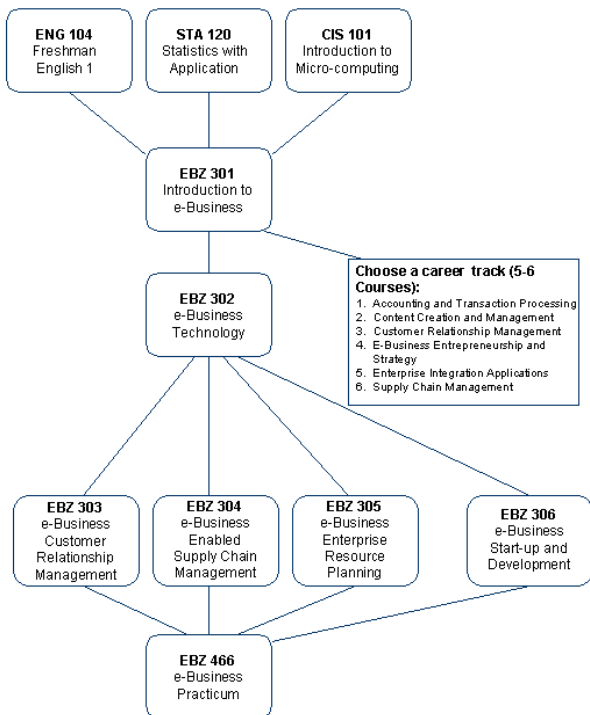 ENG 104
Freshman
English 1
STA 120
Statistics with
Application
CIS 101
Introduction to
Micro-computing
EBZ 301
Introduction to
e-Business
EBZ 302
e-Business
Technology
Choose a career track (5-6
Courses):
1. Accounting and Transaction Processing
2. Content Creation and Management
3. Customer Relationship Management
4. E-Business Entrepreneurship and
Strategy
5. Enterprise Integration Applications
6. Supply Chain Management
EBZ 303
e-Business
Customer
Relationship
Management
EBZ 304
e-Business
Enabled
Supply Chain
Management
EBZ 305
e-Business
Enterprise
Resource
Planning
EBZ 306
e-Business
Start-up and
Development
EBZ 466
e-Business
Practicum